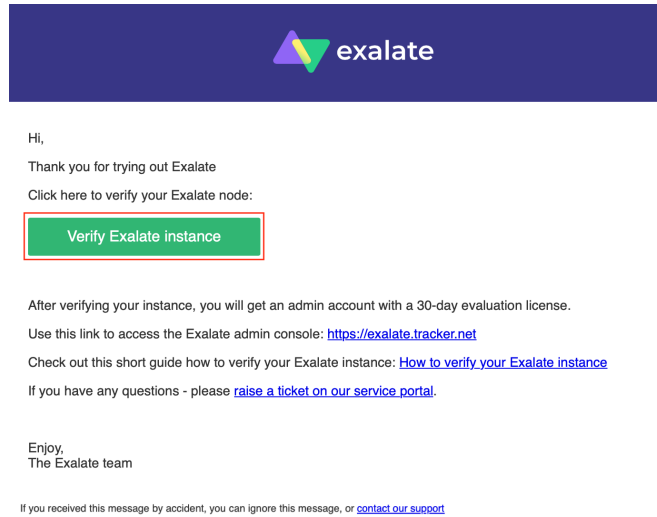 exalate
Hi,
Thank you for trying out Exalate
Click here to verify your Exalate node:
Verify Exalate instance
After verifying your instance, you will get an admin account with a 30-day evaluation license.
Use this link to access the Exalate admin console: https://exalate.tracker.net
Check out this short guide how to verify your Exalate instance: How to verify your Exalate instance
If you have any questions - please raise a ticket on our service portal.
Enjoy,
The Exalate team
If you received this message by accident, you can ignore this message, or contact our support